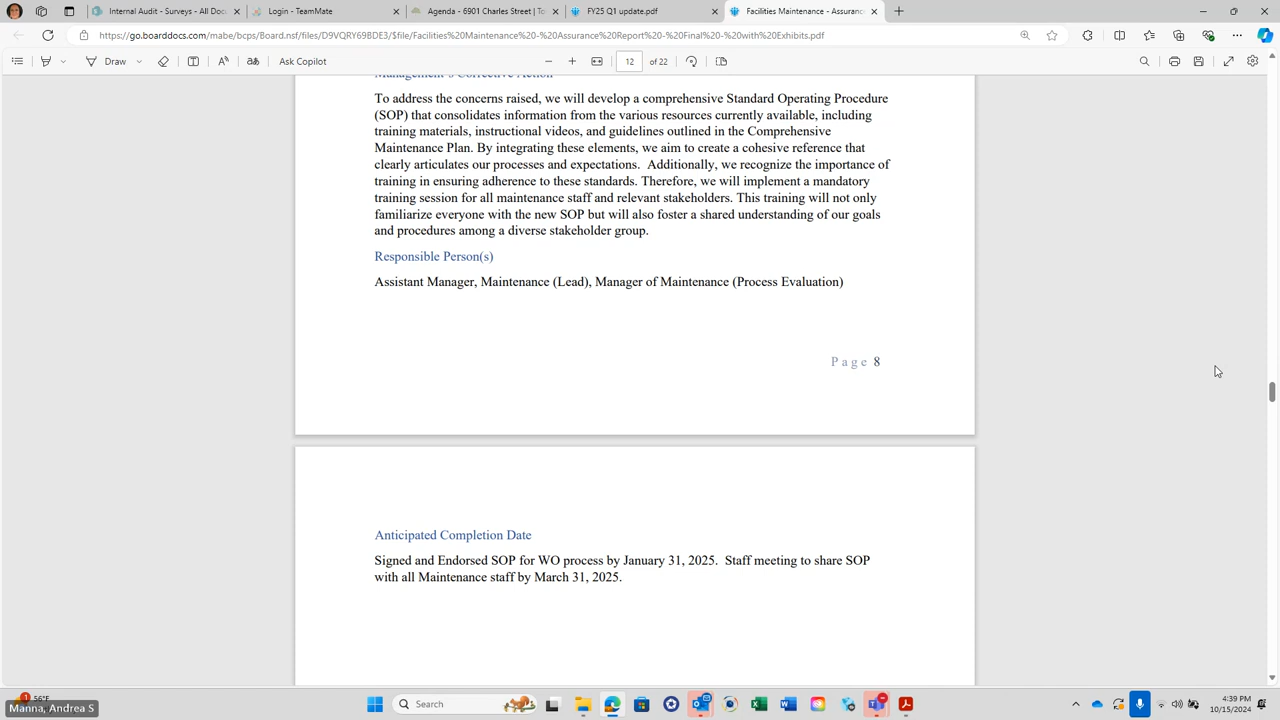 Internal Audit - Surveys - All Doc
Login - TeamMate
Agenda - 6901 Charles Street | To
FY25 Q1 update.pdf
Facilities Maintenance - Assurance
https://go.boarddocs.com/mabe/bcps/Board.nsf/files/D9VQRY69BDE3/$file/Facilities%20Maintenance%20-%20Assurance%20Report%20-%20Final%20-%20with%20Exhibits.pdf
Draw
aあ
Ask Copilot
12 of 22
Management's Corrective Action
To address the concerns raised, we will develop a comprehensive Standard Operating Procedure
(SOP) that consolidates information from the various resources currently available, including
training materials, instructional videos, and guidelines outlined in the Comprehensive
Maintenance Plan. By integrating these elements, we aim to create a cohesive reference that
clearly articulates our processes and expectations. Additionally, we recognize the importance of
training in ensuring adherence to these standards. Therefore, we will implement a mandatory
training session for all maintenance staff and relevant stakeholders. This training will not only
familiarize everyone with the new SOP but will also foster a shared understanding of our goals
and procedures among a diverse stakeholder group.
Responsible Person(s)
Assistant Manager, Maintenance (Lead), Manager of Maintenance (Process Evaluation)
Page 8
Anticipated Completion Date
Signed and Endorsed SOP for WO process by January 31, 2025. Staff meeting to share SOP
with all Maintenance staff by March 31, 2025.
1
56°F
Manna, Andrea S
Search
4:39 PM
10/15/2024